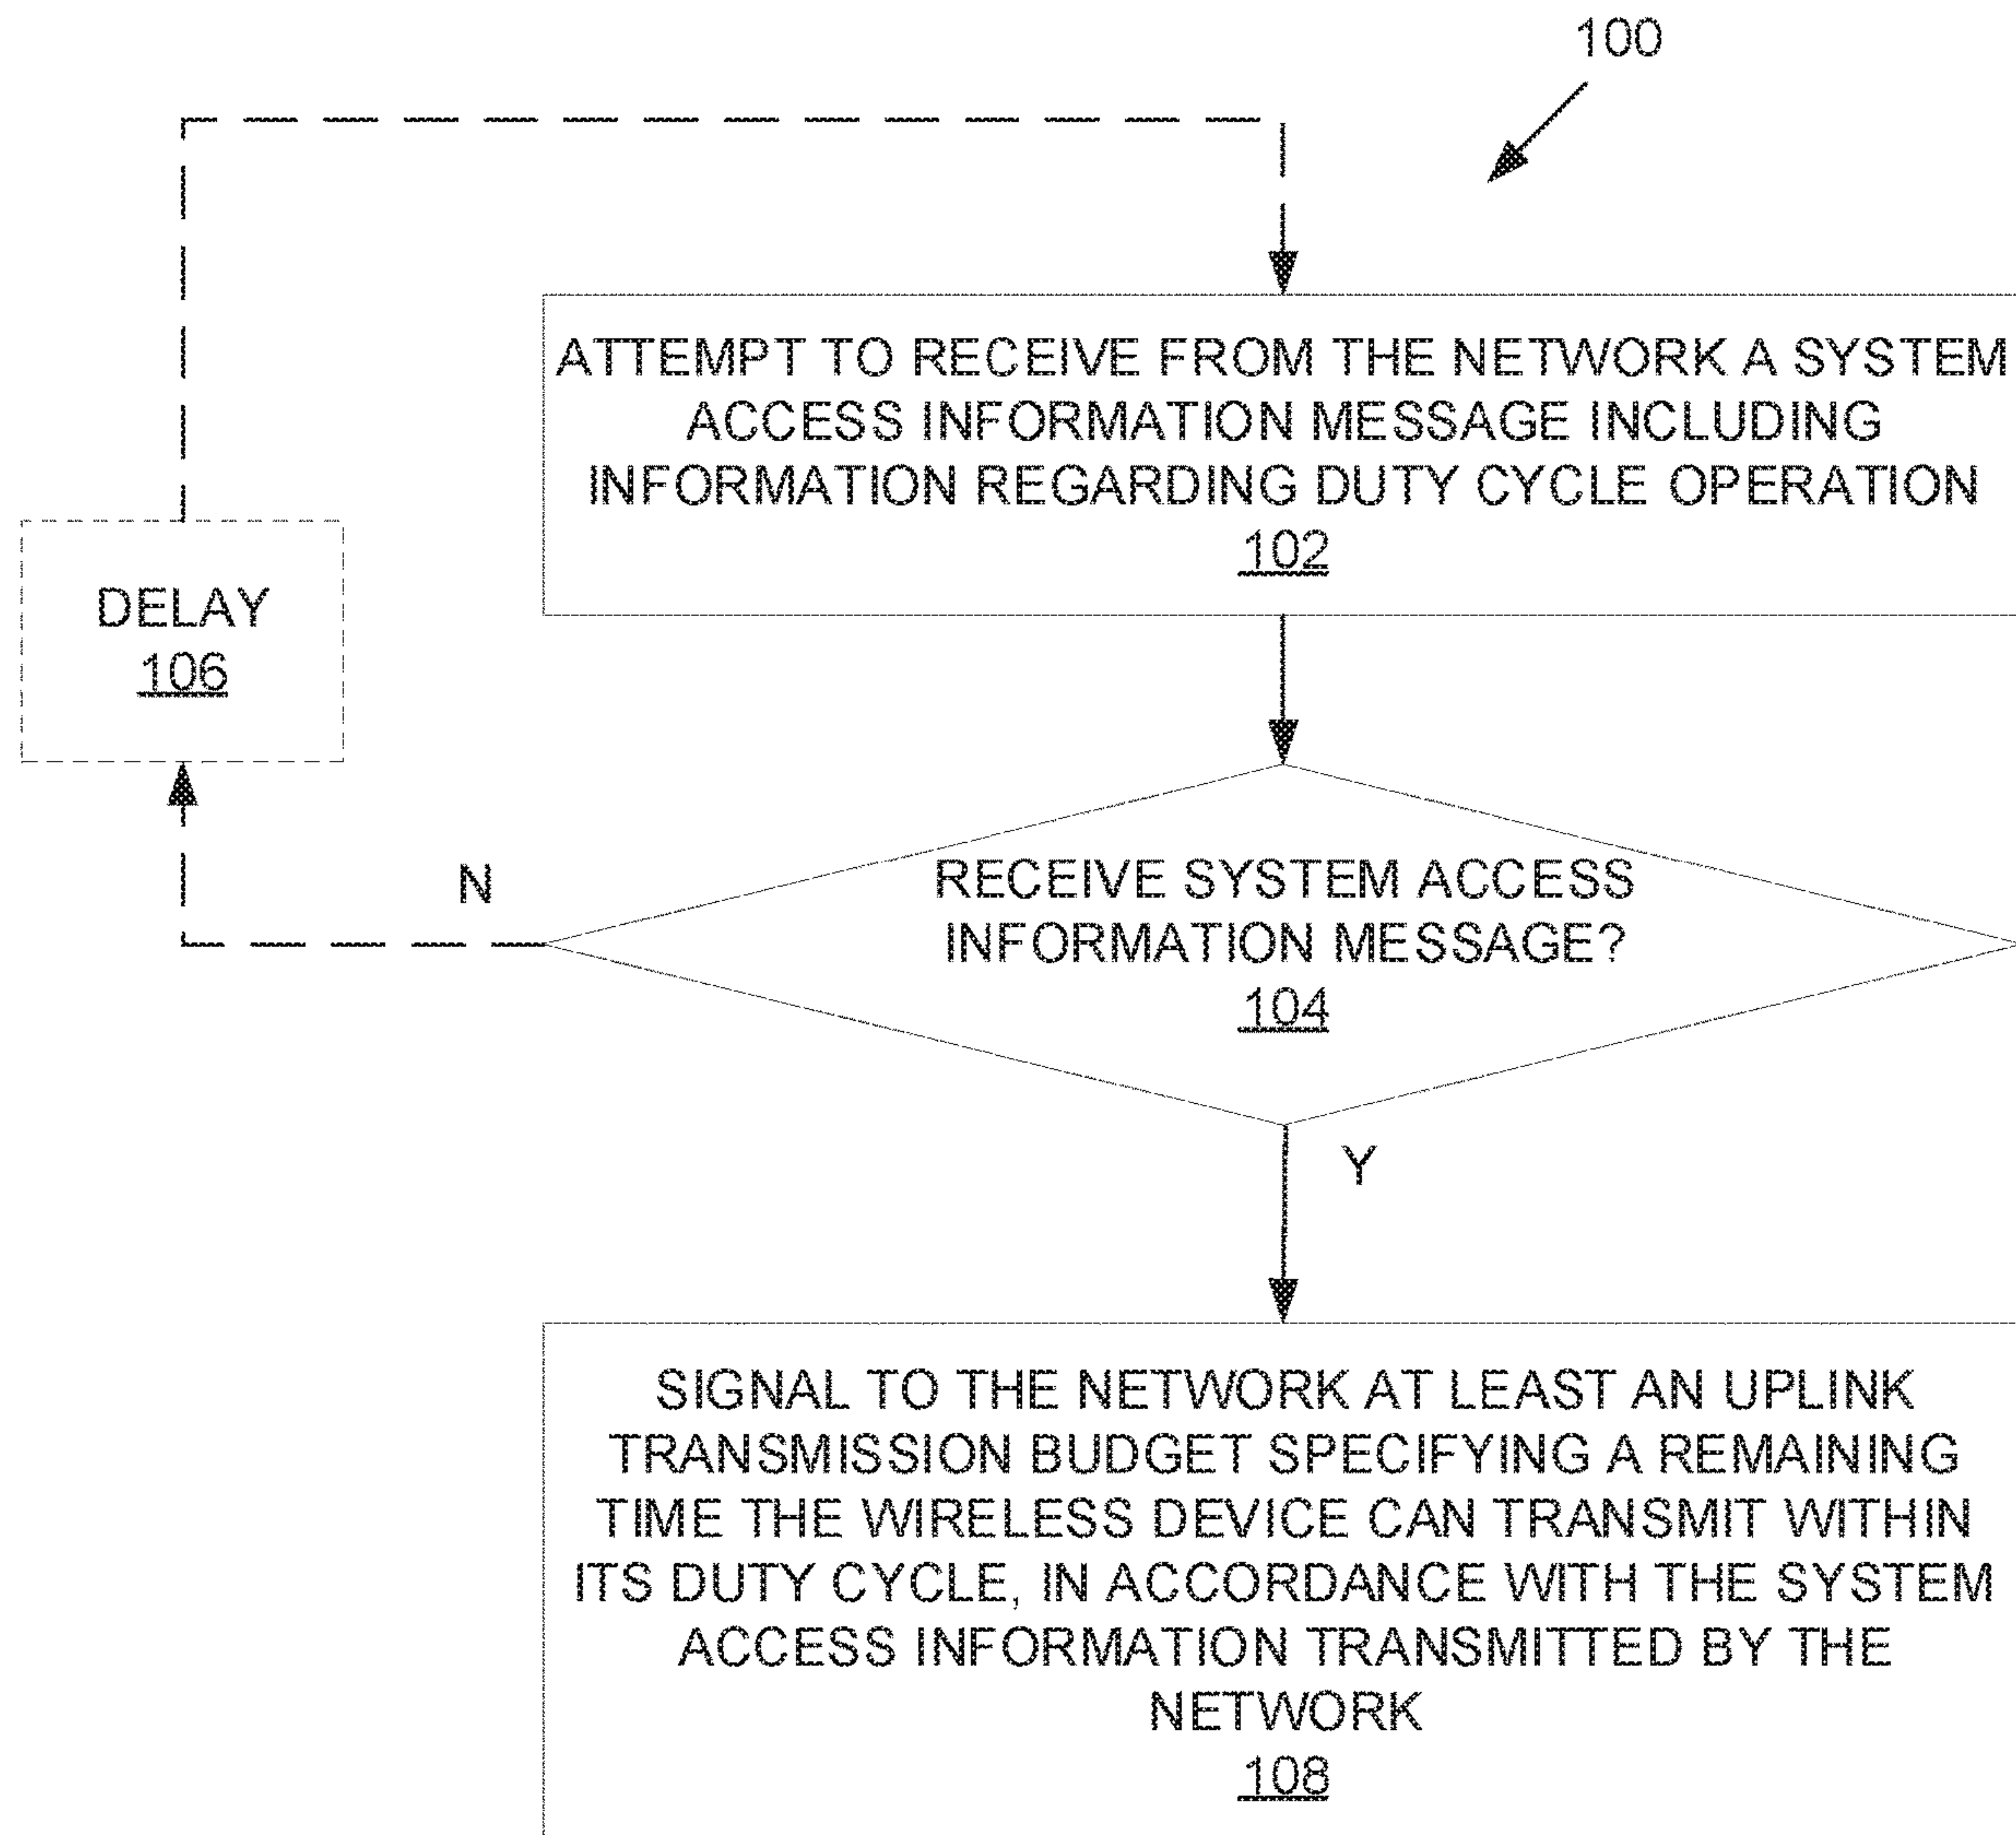 100
ATTEMPT TO RECEIVE FROM THE NETWORK A SYSTEM
ACCESS INFORMATION MESSAGE INCLUDING
INFORMATION REGARDING DUTY CYCLE OPERATION
102
DELAY
106
RECEIVE SYSTEM ACCESS
INFORMATION MESSAGE?
104
N
Y
SIGNAL TO THE NETWORK AT LEAST AN UPLINK
TRANSMISSION BUDGET SPECIFYING A REMAINING
TIME THE WIRELESS DEVICE CAN TRANSMIT WITHIN
ITS DUTY CYCLE, IN ACCORDANCE WITH THE SYSTEM
ACCESS INFORMATION TRANSMITTED BY THE
NETWORK
108